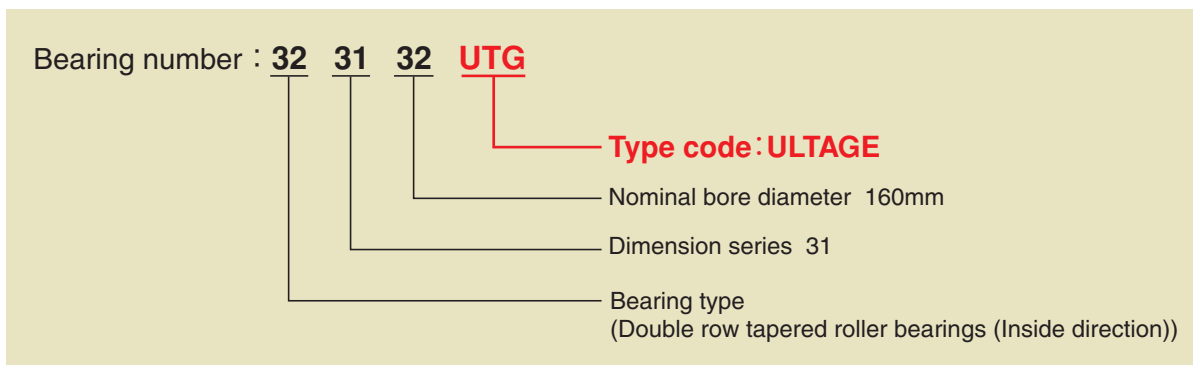 Bearing number : 32 31 32 UTG
Type code : ULTAGE
Nominal bore diameter 160mm
Dimension series 31
Bearing type
(Double row tapered roller bearings (Inside direction))